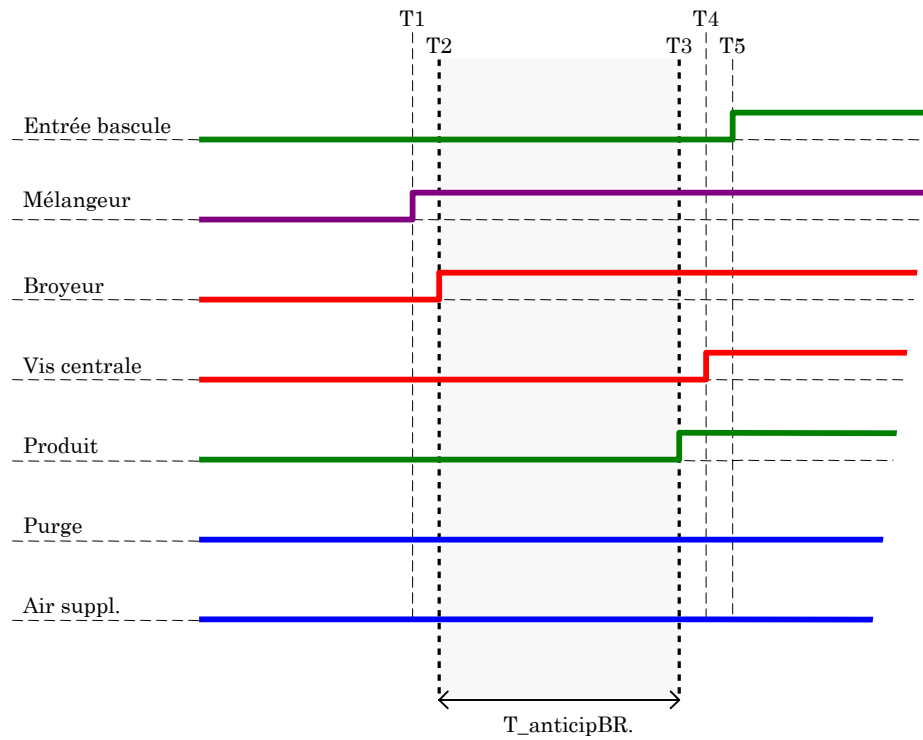 T1
T4
T2
T3
T5
Entrée bascule
Mélangeur
Broyeur
Vis centrale
Produit
Purge
Air suppl.
T_anticipBR.